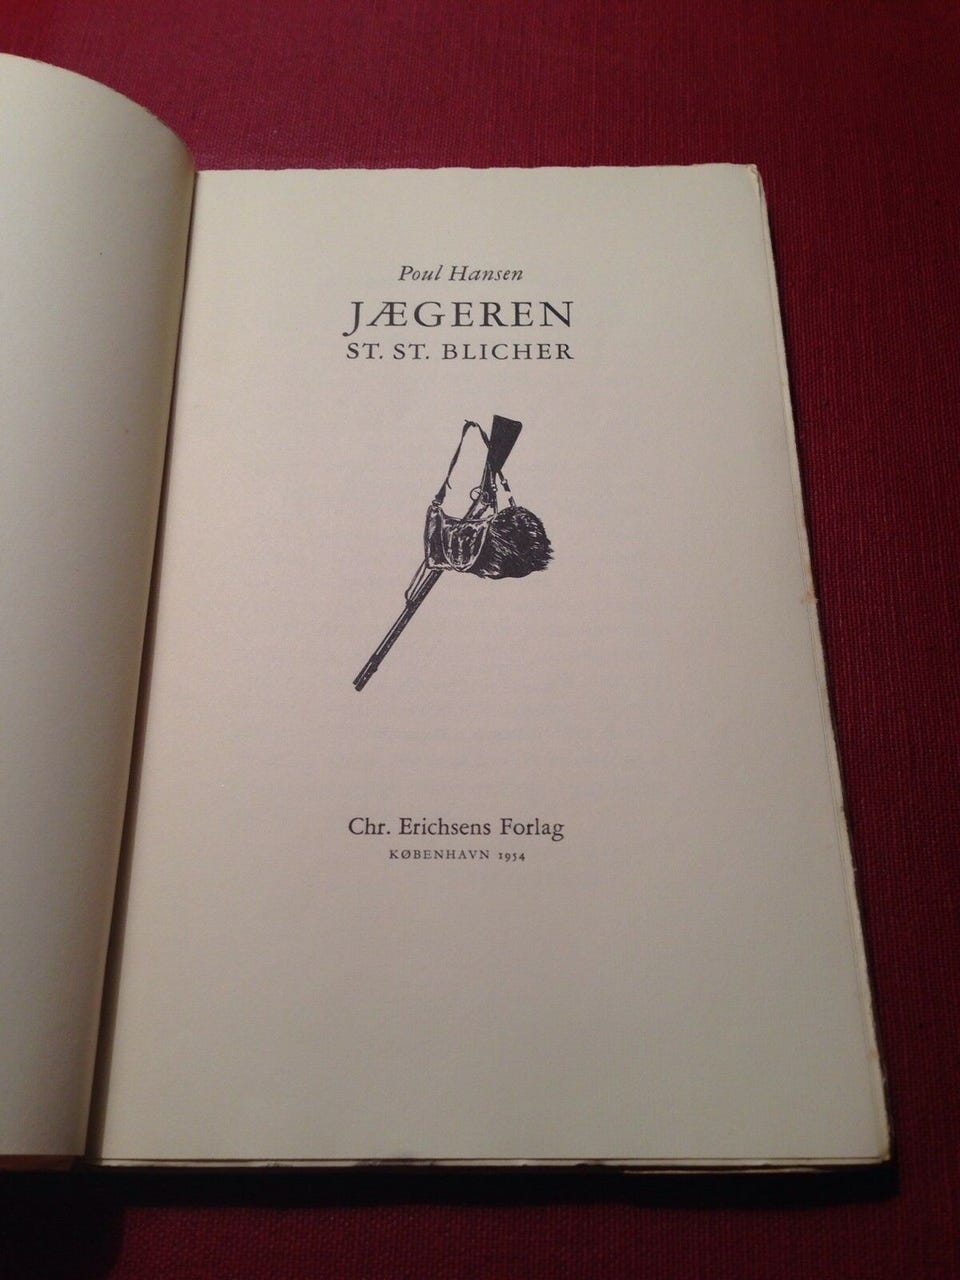 Poul Hansen
JÆGEREN
ST. ST. BLICHER
Chr. Erichsens Forlag
KØBENHAVN 1954